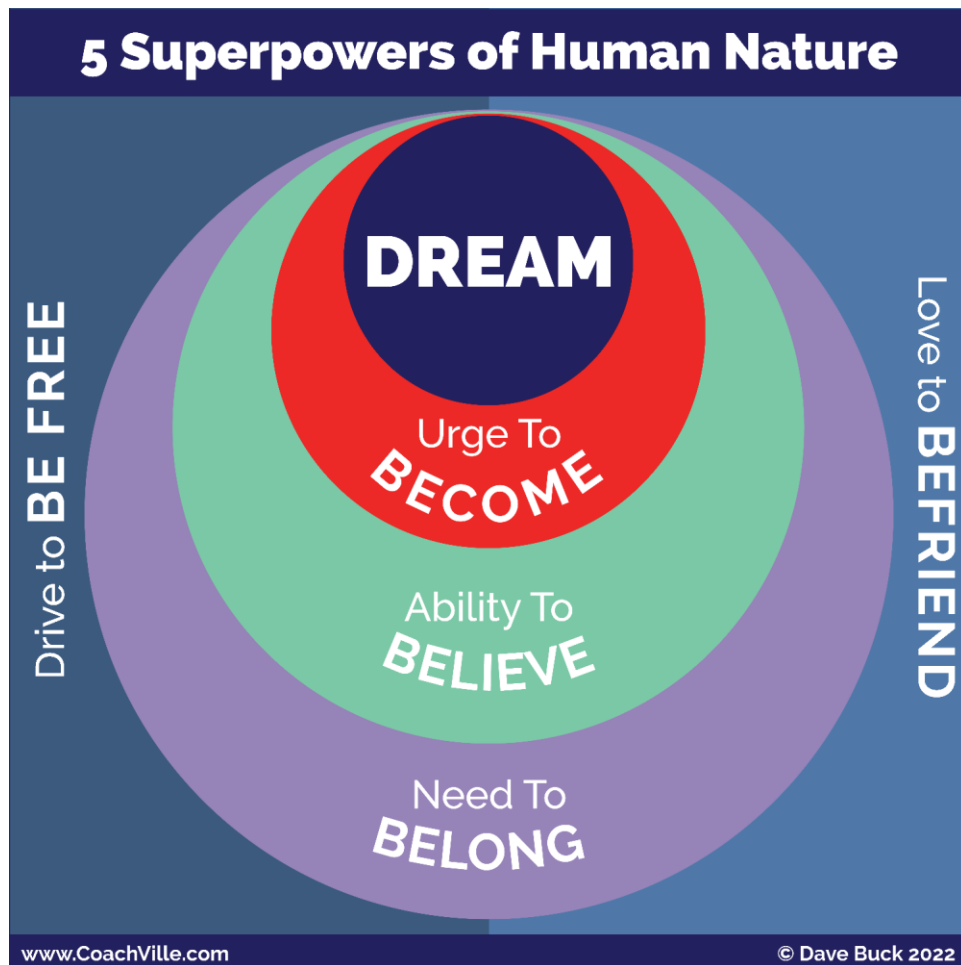 5 Superpowers of Human Nature
DREAM
Urge To
BECOME
Ability To
BELIEVE
Need To
BELONG
Drive to BE FREE
Love to BEFRIEND
www.CoachVille.com
© Dave Buck 2022